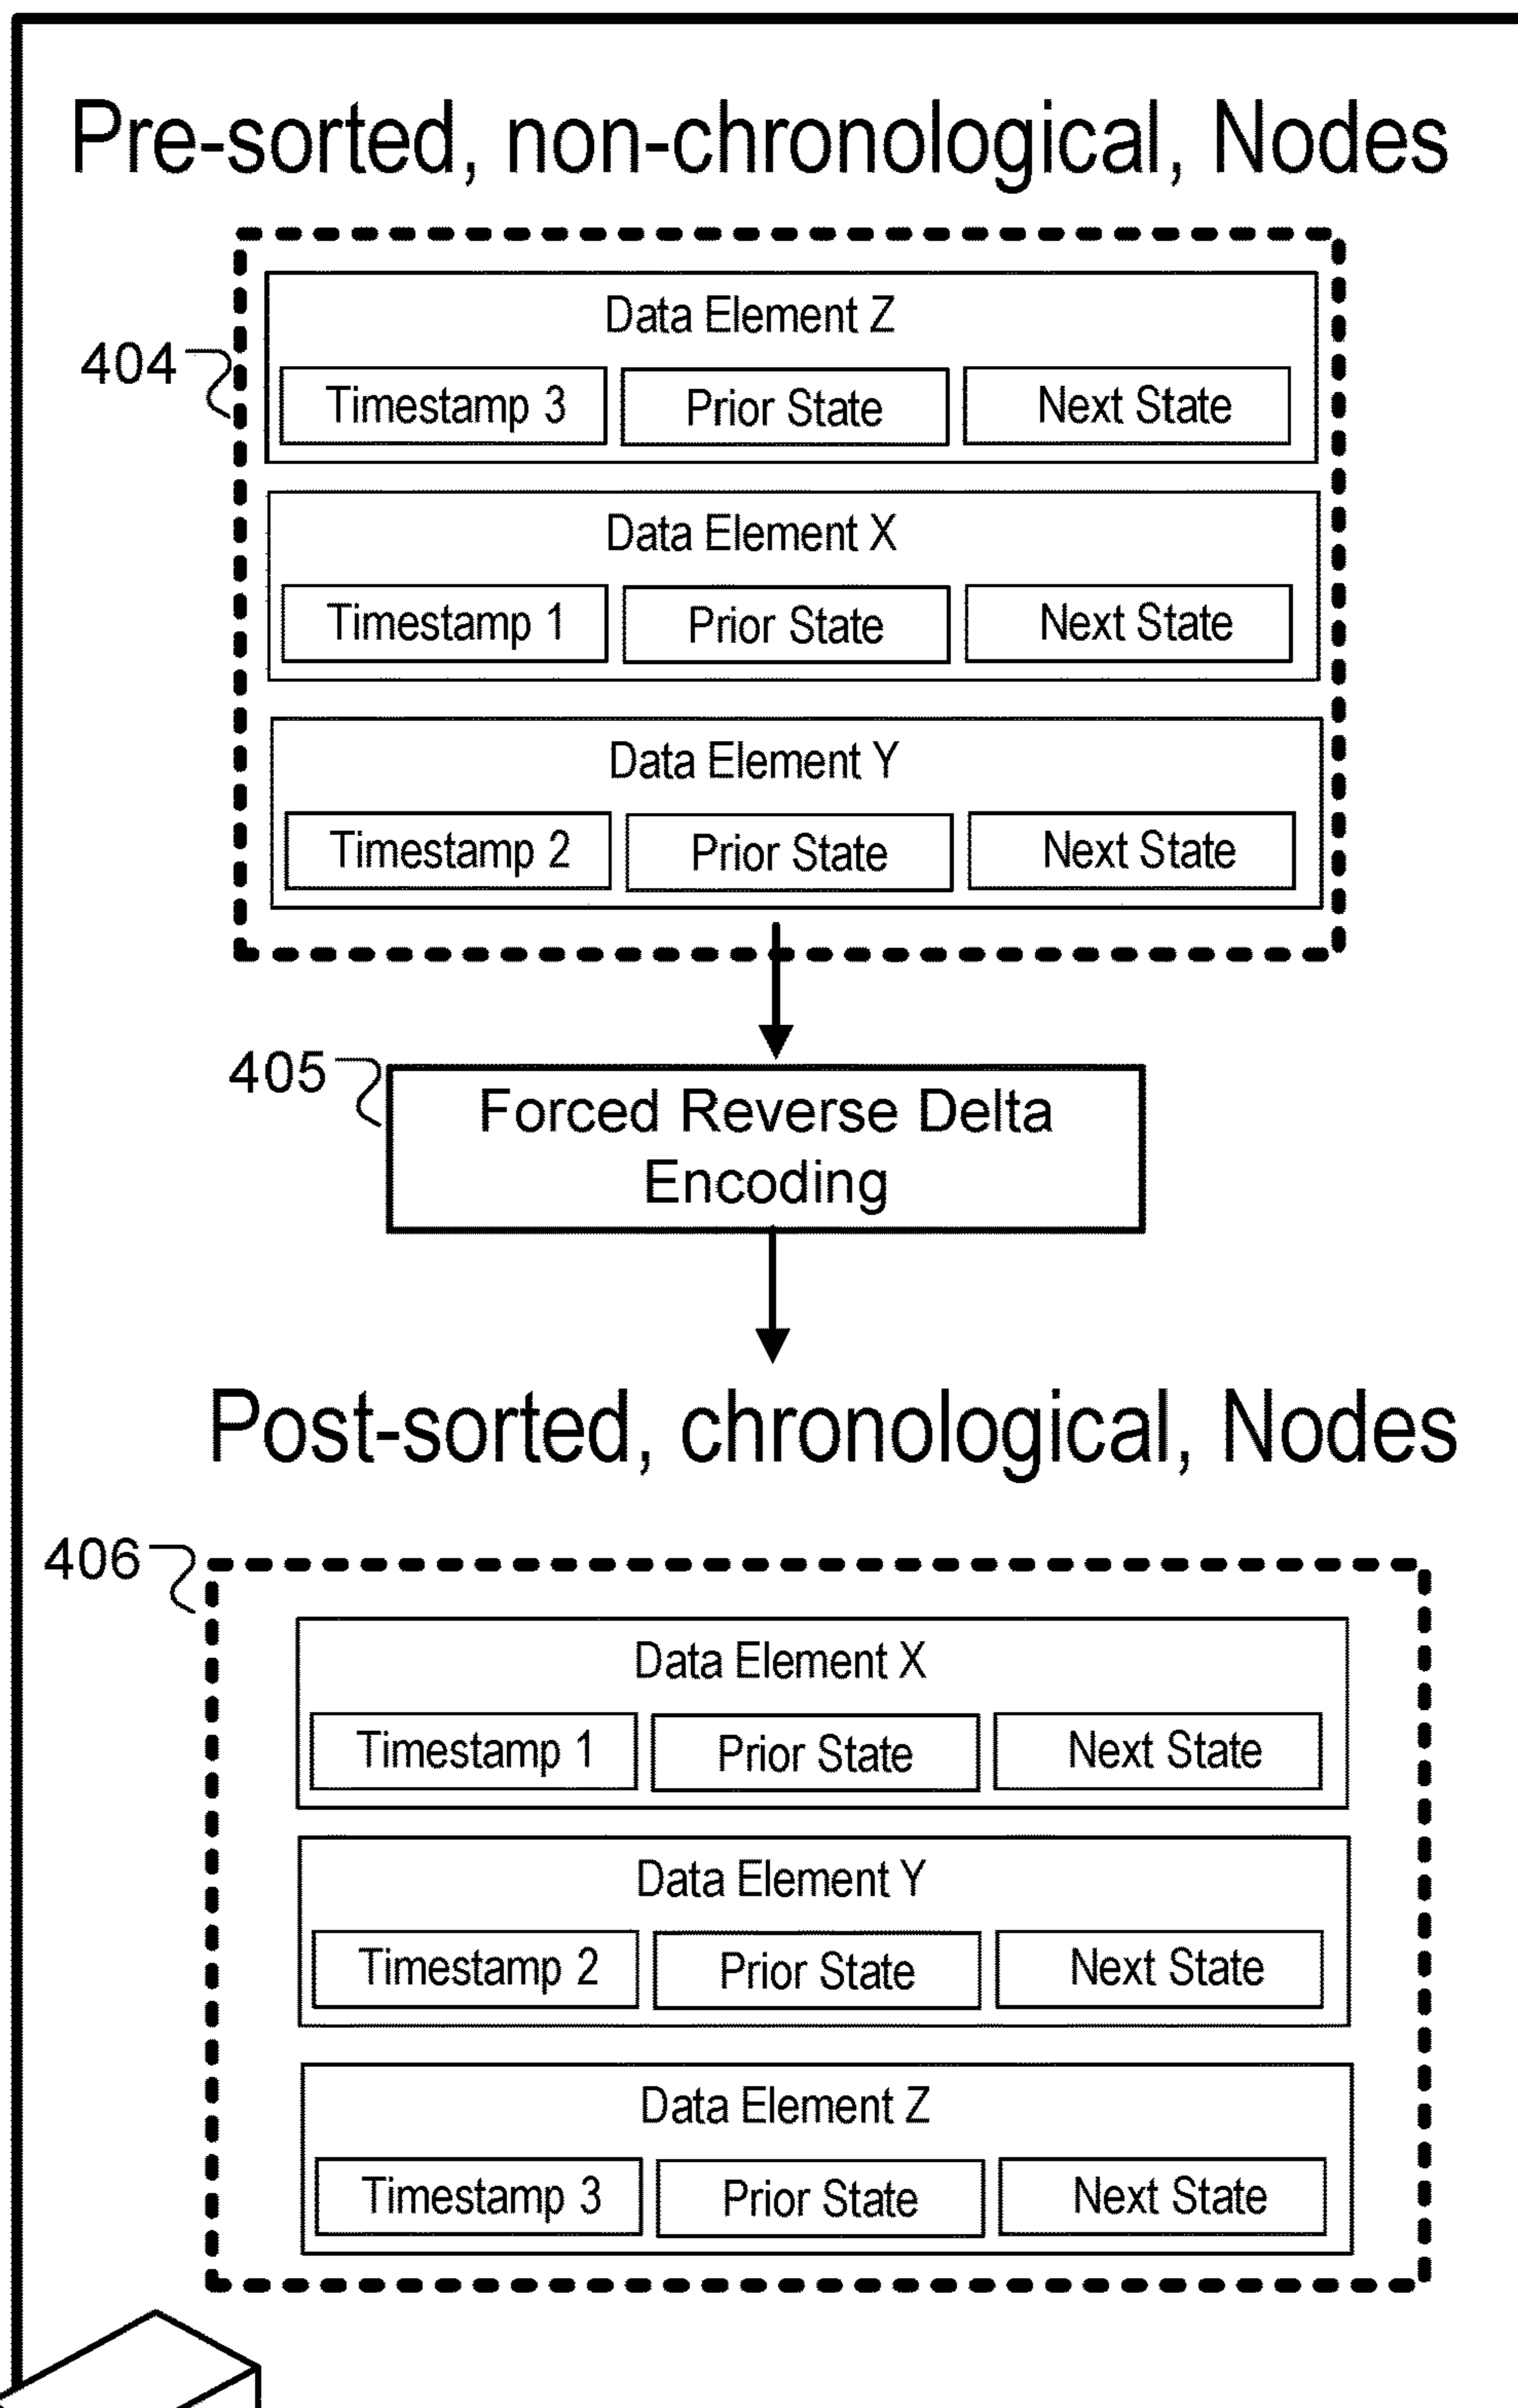 Pre-sorted, non-chronological, Nodes
404
Data Element Z
Timestamp 3 Prior State Next State
Data Element X
Timestamp 1 Prior State Next State
Data Element Y
Timestamp 2 Prior State Next State
405
Forced Reverse Delta
Encoding
Post-sorted, chronological, Nodes
406
Data Element X
Timestamp 1 Prior State Next State
Data Element Y
Timestamp 2 Prior State Next State
Data Element Z
Timestamp 3 Prior State Next State